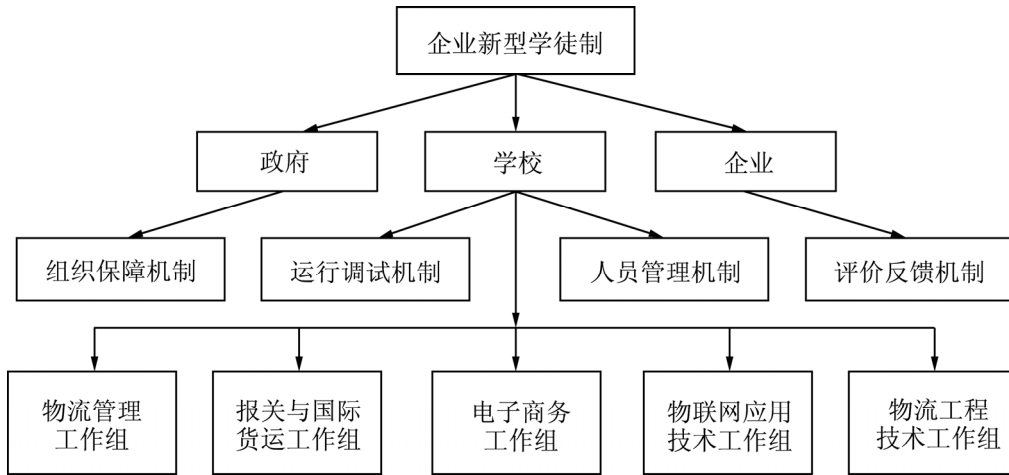 企业新型学徒制
政府
学校
企业
组织保障机制
运行调试机制
人员管理机制
评价反馈机制
物流管理
工作组
报关与国际
货运工作组
电子商务
工作组
物联网应用
技术工作组
物流工程
技术工作组